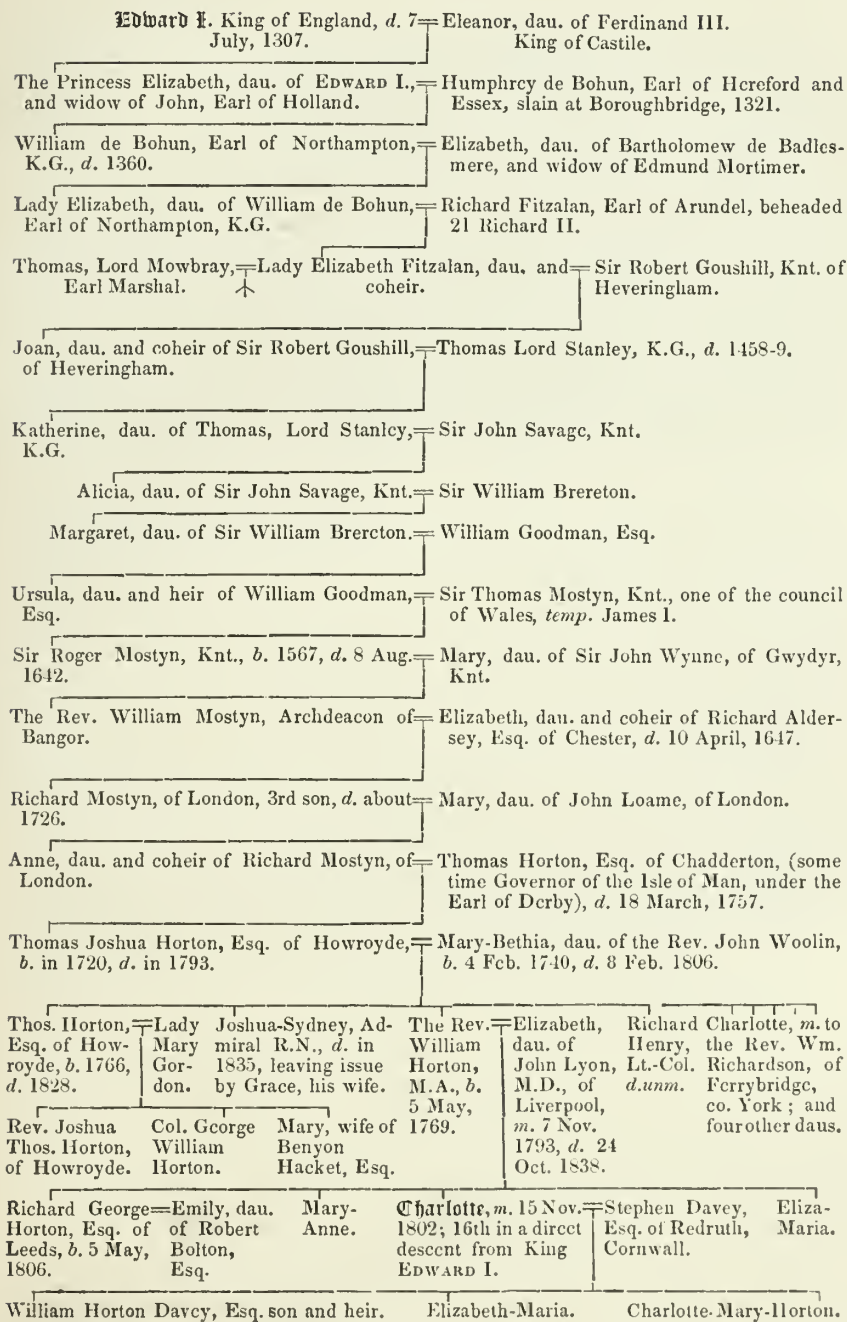 Edward I. King of England, d. 7 = Eleanor, dau. of Ferdinand III.
July, 1307. King of Castile.
The Princess Elizabeth, dau. of EDWARD I., = Humphrey de Bohun, Earl of Hereford and
and widow of John, Earl of Holland. Essex, slain at Boroughbridge, 1321.
William de Bohun, Earl of Northampton, = Elizabeth, dau. of Bartholomew de Badles-
K.G., d. 1360. mere, and widow of Edmund Mortimer.
Lady Elizabeth, dau. of William de Bohun, = Richard Fitzalan, Earl of Arundel, beheaded
Earl of Northampton, K.G. 21 Richard II.
Thomas, Lord Mowbray, = Lady Elizabeth Fitzalan, dau. and = Sir Robert Goushill, Knt. of
Earl Marshal. coheir. Heveringham.
Joan, dau. and coheir of Sir Robert Goushill, = Thomas Lord Stanley, K.G., d. 1458-9.
of Heveringham.
Katherine, dau. of Thomas, Lord Stanley, = Sir John Savage, Knt.
K.G.
Alicia, dau. of Sir John Savage, Knt. = Sir William Brereton.
Margaret, dau. of Sir William Brereton. = William Goodman, Esq.
Ursula, dau. and heir of William Goodman, = Sir Thomas Mostyn, Knt., one of the council
Esq. of Wales, temp. James I.
Sir Roger Mostyn, Knt., b. 1567, d. 8 Aug. = Mary, dau. of Sir John Wynne, of Gwydyr,
1642. Knt.
The Rev. William Mostyn, Archdeacon of = Elizabeth, dau. and coheir of Richard Alder-
Bangor. sey, Esq. of Chester, d. 10 April, 1647.
Richard Mostyn, of London, 3rd son, d. about = Mary, dau. of John Loame, of London.
1726.
Anne, dau. and coheir of Richard Mostyn, of = Thomas Horton, Esq. of Chadderton, (some
London. time Governor of the Isle of Man, under the
Earl of Derby), d. 18 March, 1757.
Thomas Joshua Horton, Esq. of Howroyde, = Mary-Bethia, dau. of the Rev. John Woolin,
b. in 1720, d. in 1793. b. 4 Feb. 1740, d. 8 Feb. 1806.
Thos. Horton, = Lady
Esq. of How- Mary
royde, b. 1766, Gor-
d. 1828. don.
Joshua-Sydney, Ad-
miral R.N., d. in
1835, leaving issue
by Grace, his wife.
The Rev. = Elizabeth,
William dau. of
Horton, John Lyon,
M.A., b. M.D., of
5 May, Liverpool,
1769. m. 7 Nov.
1793, d. 24
Oct. 1838.
Richard
Henry,
Lt.-Col.
d.unm.
Charlotte, m. to
the Rev. Wm.
Richardson, of
Ferrybridge,
co. York; and
four other daus.
Rev. Joshua
Thos. Horton,
of Howroyde.
Col. George
William
Horton.
Mary, wife of
Benyon
Hacket, Esq.
Richard George = Emily, dau.
Horton, Esq. of of Robert
Leeds, b. 5 May, Bolton,
1806. Esq.
Mary-
Anne.
Charlotte, m. 15 Nov. = Stephen Davey,
1802; 16th in a direct Esq. of Redruth,
descent from King Cornwall.
EDWARD I.
Eliza-
Maria.
William Horton Davey, Esq. son and heir. Elizabeth-Maria. Charlotte-Mary-Horton.